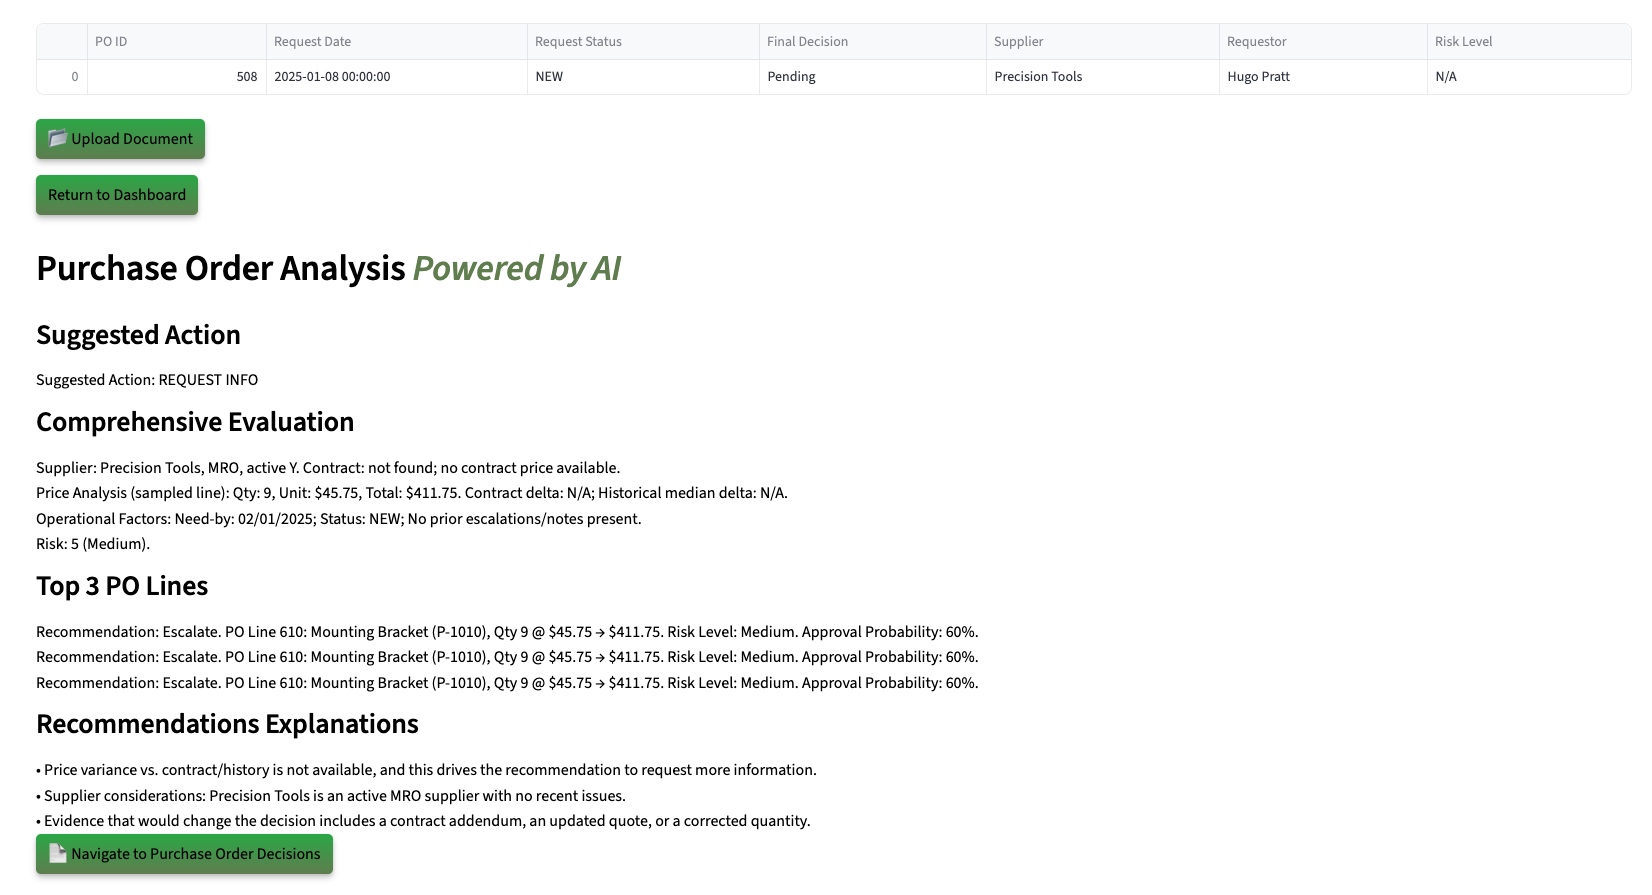 PO ID Request Date Request Status Final Decision Supplier Requestor Risk Level
0 508 2025-01-08 00:00:00 NEW Pending Precision Tools Hugo Pratt N/A
Upload Document
Return to Dashboard
Purchase Order Analysis Powered by AI
Suggested Action
Suggested Action: REQUEST INFO
Comprehensive Evaluation
Supplier: Precision Tools, MRO, active Y. Contract: not found; no contract price available.
Price Analysis (sampled line): Qty: 9, Unit: $45.75, Total: $411.75. Contract delta: N/A; Historical median delta: N/A.
Operational Factors: Need-by: 02/01/2025; Status: NEW; No prior escalations/notes present.
Risk: 5 (Medium).
Top 3 PO Lines
Recommendation: Escalate. PO Line 610: Mounting Bracket (P-1010), Qty 9 @ $45.75 → $411.75. Risk Level: Medium. Approval Probability: 60%.
Recommendation: Escalate. PO Line 610: Mounting Bracket (P-1010), Qty 9 @ $45.75 → $411.75. Risk Level: Medium. Approval Probability: 60%.
Recommendation: Escalate. PO Line 610: Mounting Bracket (P-1010), Qty 9 @ $45.75 → $411.75. Risk Level: Medium. Approval Probability: 60%.
Recommendations Explanations
• Price variance vs. contract/history is not available, and this drives the recommendation to request more information.
• Supplier considerations: Precision Tools is an active MRO supplier with no recent issues.
• Evidence that would change the decision includes a contract addendum, an updated quote, or a corrected quantity.
Navigate to Purchase Order Decisions